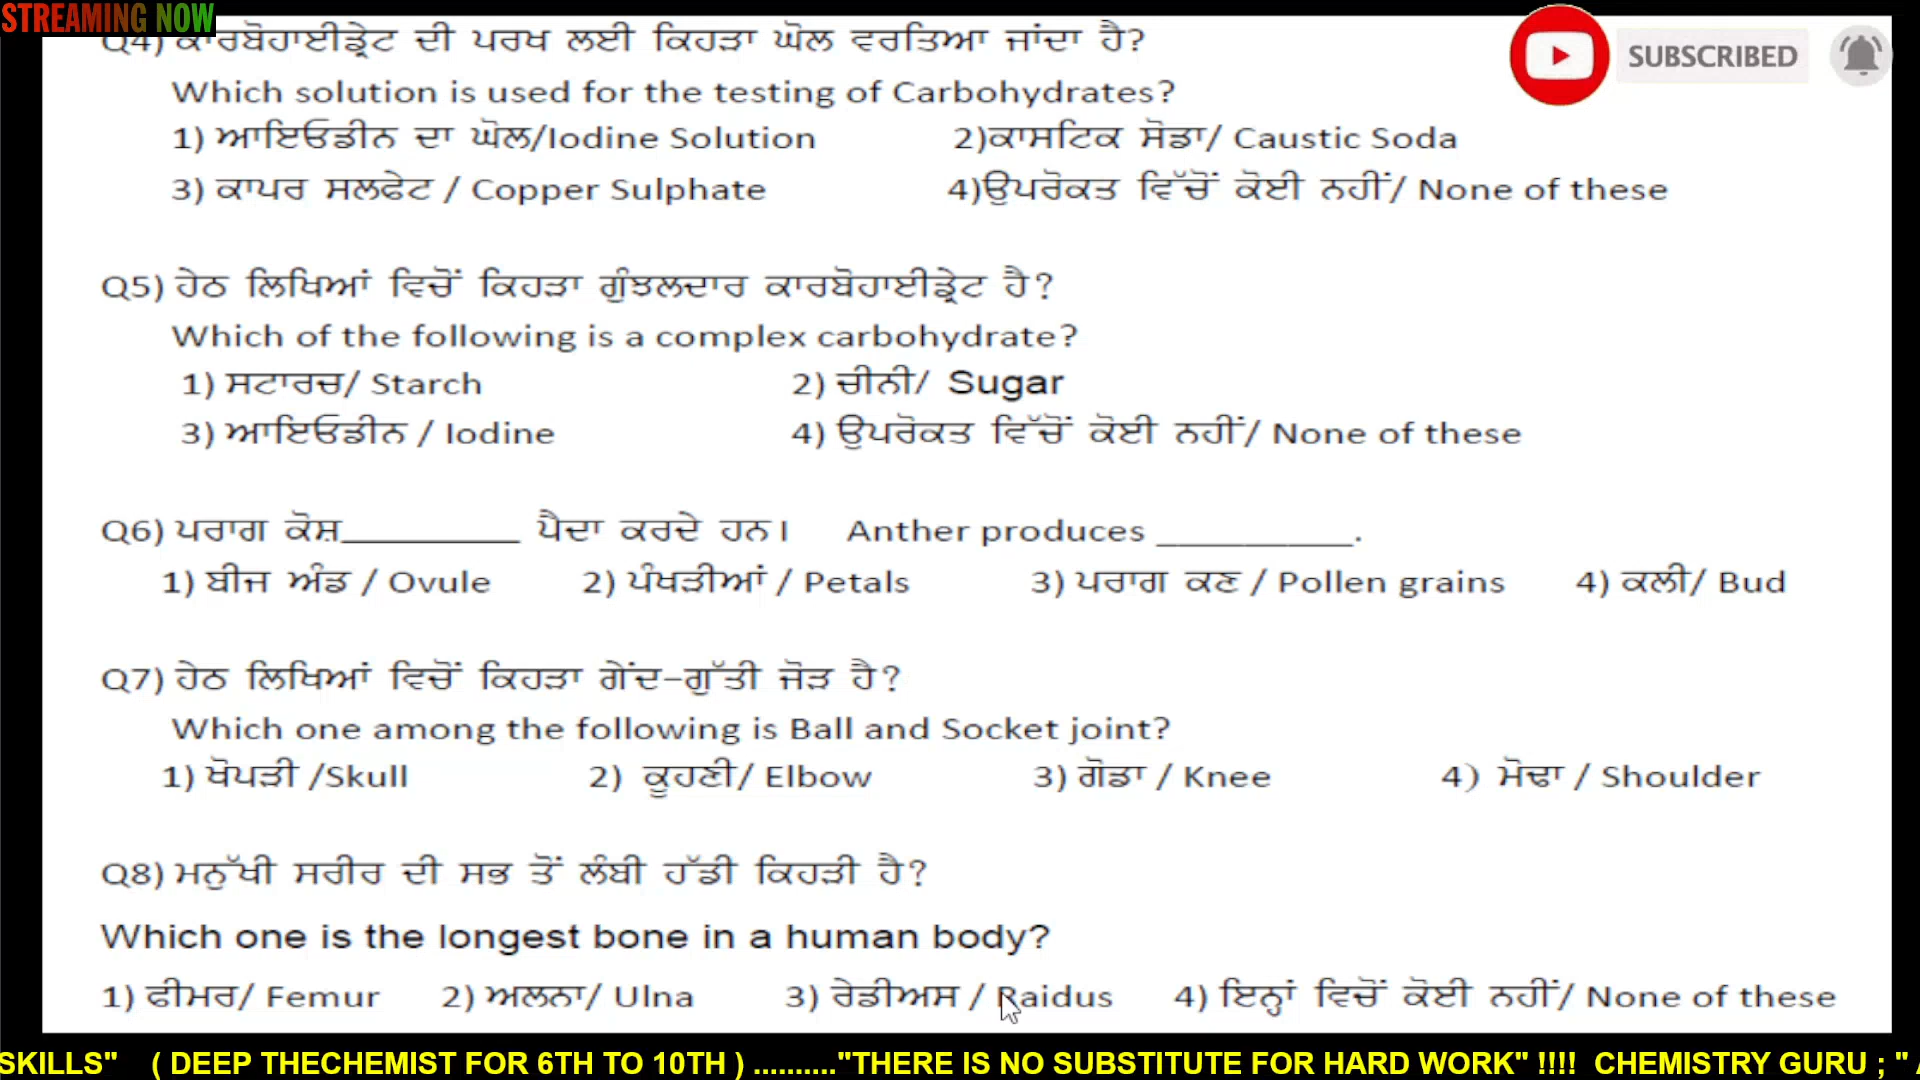 STREAMING NOW
Q4) ਕਾਰਬੋਹਾਈਡ੍ਰੇਟ ਦੀ ਪਰਖ ਲਈ ਕਿਹੜਾ ਘੋਲ ਵਰਤਿਆ ਜਾਂਦਾ ਹੈ?
SUBSCRIBED
Which solution is used for the testing of Carbohydrates?
1) ਆਇਓਡੀਨ ਦਾ ਘੋਲ/Iodine Solution 2)ਕਾਸਟਿਕ ਸੋਡਾ/ Caustic Soda
3) ਕਾਪਰ ਸਲਫੇਟ / Copper Sulphate 4)ਉਪਰੋਕਤ ਵਿੱਚੋਂ ਕੋਈ ਨਹੀਂ/ None of these
Q5) ਹੇਠ ਲਿਖਿਆਂ ਵਿਚੋਂ ਕਿਹੜਾ ਗੁੰਝਲਦਾਰ ਕਾਰਬੋਹਾਈਡ੍ਰੇਟ ਹੈ?
Which of the following is a complex carbohydrate?
1) ਸਟਾਰਚ/ Starch 2) ਚੀਨੀ/ Sugar
3) ਆਇਓਡੀਨ / Iodine 4) ਉਪਰੋਕਤ ਵਿੱਚੋਂ ਕੋਈ ਨਹੀਂ/ None of these
Q6) ਪਰਾਗ ਕੋਸ਼_________ ਪੈਦਾ ਕਰਦੇ ਹਨ। Anther produces __________.
1) ਬੀਜ ਅੰਡ / Ovule 2) ਪੰਖੜੀਆਂ / Petals 3) ਪਰਾਗ ਕਣ / Pollen grains 4) ਕਲੀ/ Bud
Q7) ਹੇਠ ਲਿਖਿਆਂ ਵਿਚੋਂ ਕਿਹੜਾ ਗੇਂਦ-ਗੁੱਤੀ ਜੋੜ ਹੈ?
Which one among the following is Ball and Socket joint?
1) ਖੋਪੜੀ /Skull 2) ਕੂਹਣੀ/ Elbow 3) ਗੋਡਾ / Knee 4) ਮੋਢਾ / Shoulder
Q8) ਮਨੁੱਖੀ ਸਰੀਰ ਦੀ ਸਭ ਤੋਂ ਲੰਬੀ ਹੱਡੀ ਕਿਹੜੀ ਹੈ?
Which one is the longest bone in a human body?
1) ਫੀਮਰ/ Femur 2) ਅਲਨਾ/ Ulna 3) ਰੇਡੀਅਸ / Raidus 4) ਇਨ੍ਹਾਂ ਵਿਚੋਂ ਕੋਈ ਨਹੀਂ/ None of these
SKILLS" ( DEEP THECHEMIST FOR 6TH TO 10TH ) .........."THERE IS NO SUBSTITUTE FOR HARD WORK" !!!! CHEMISTRY GURU ; "